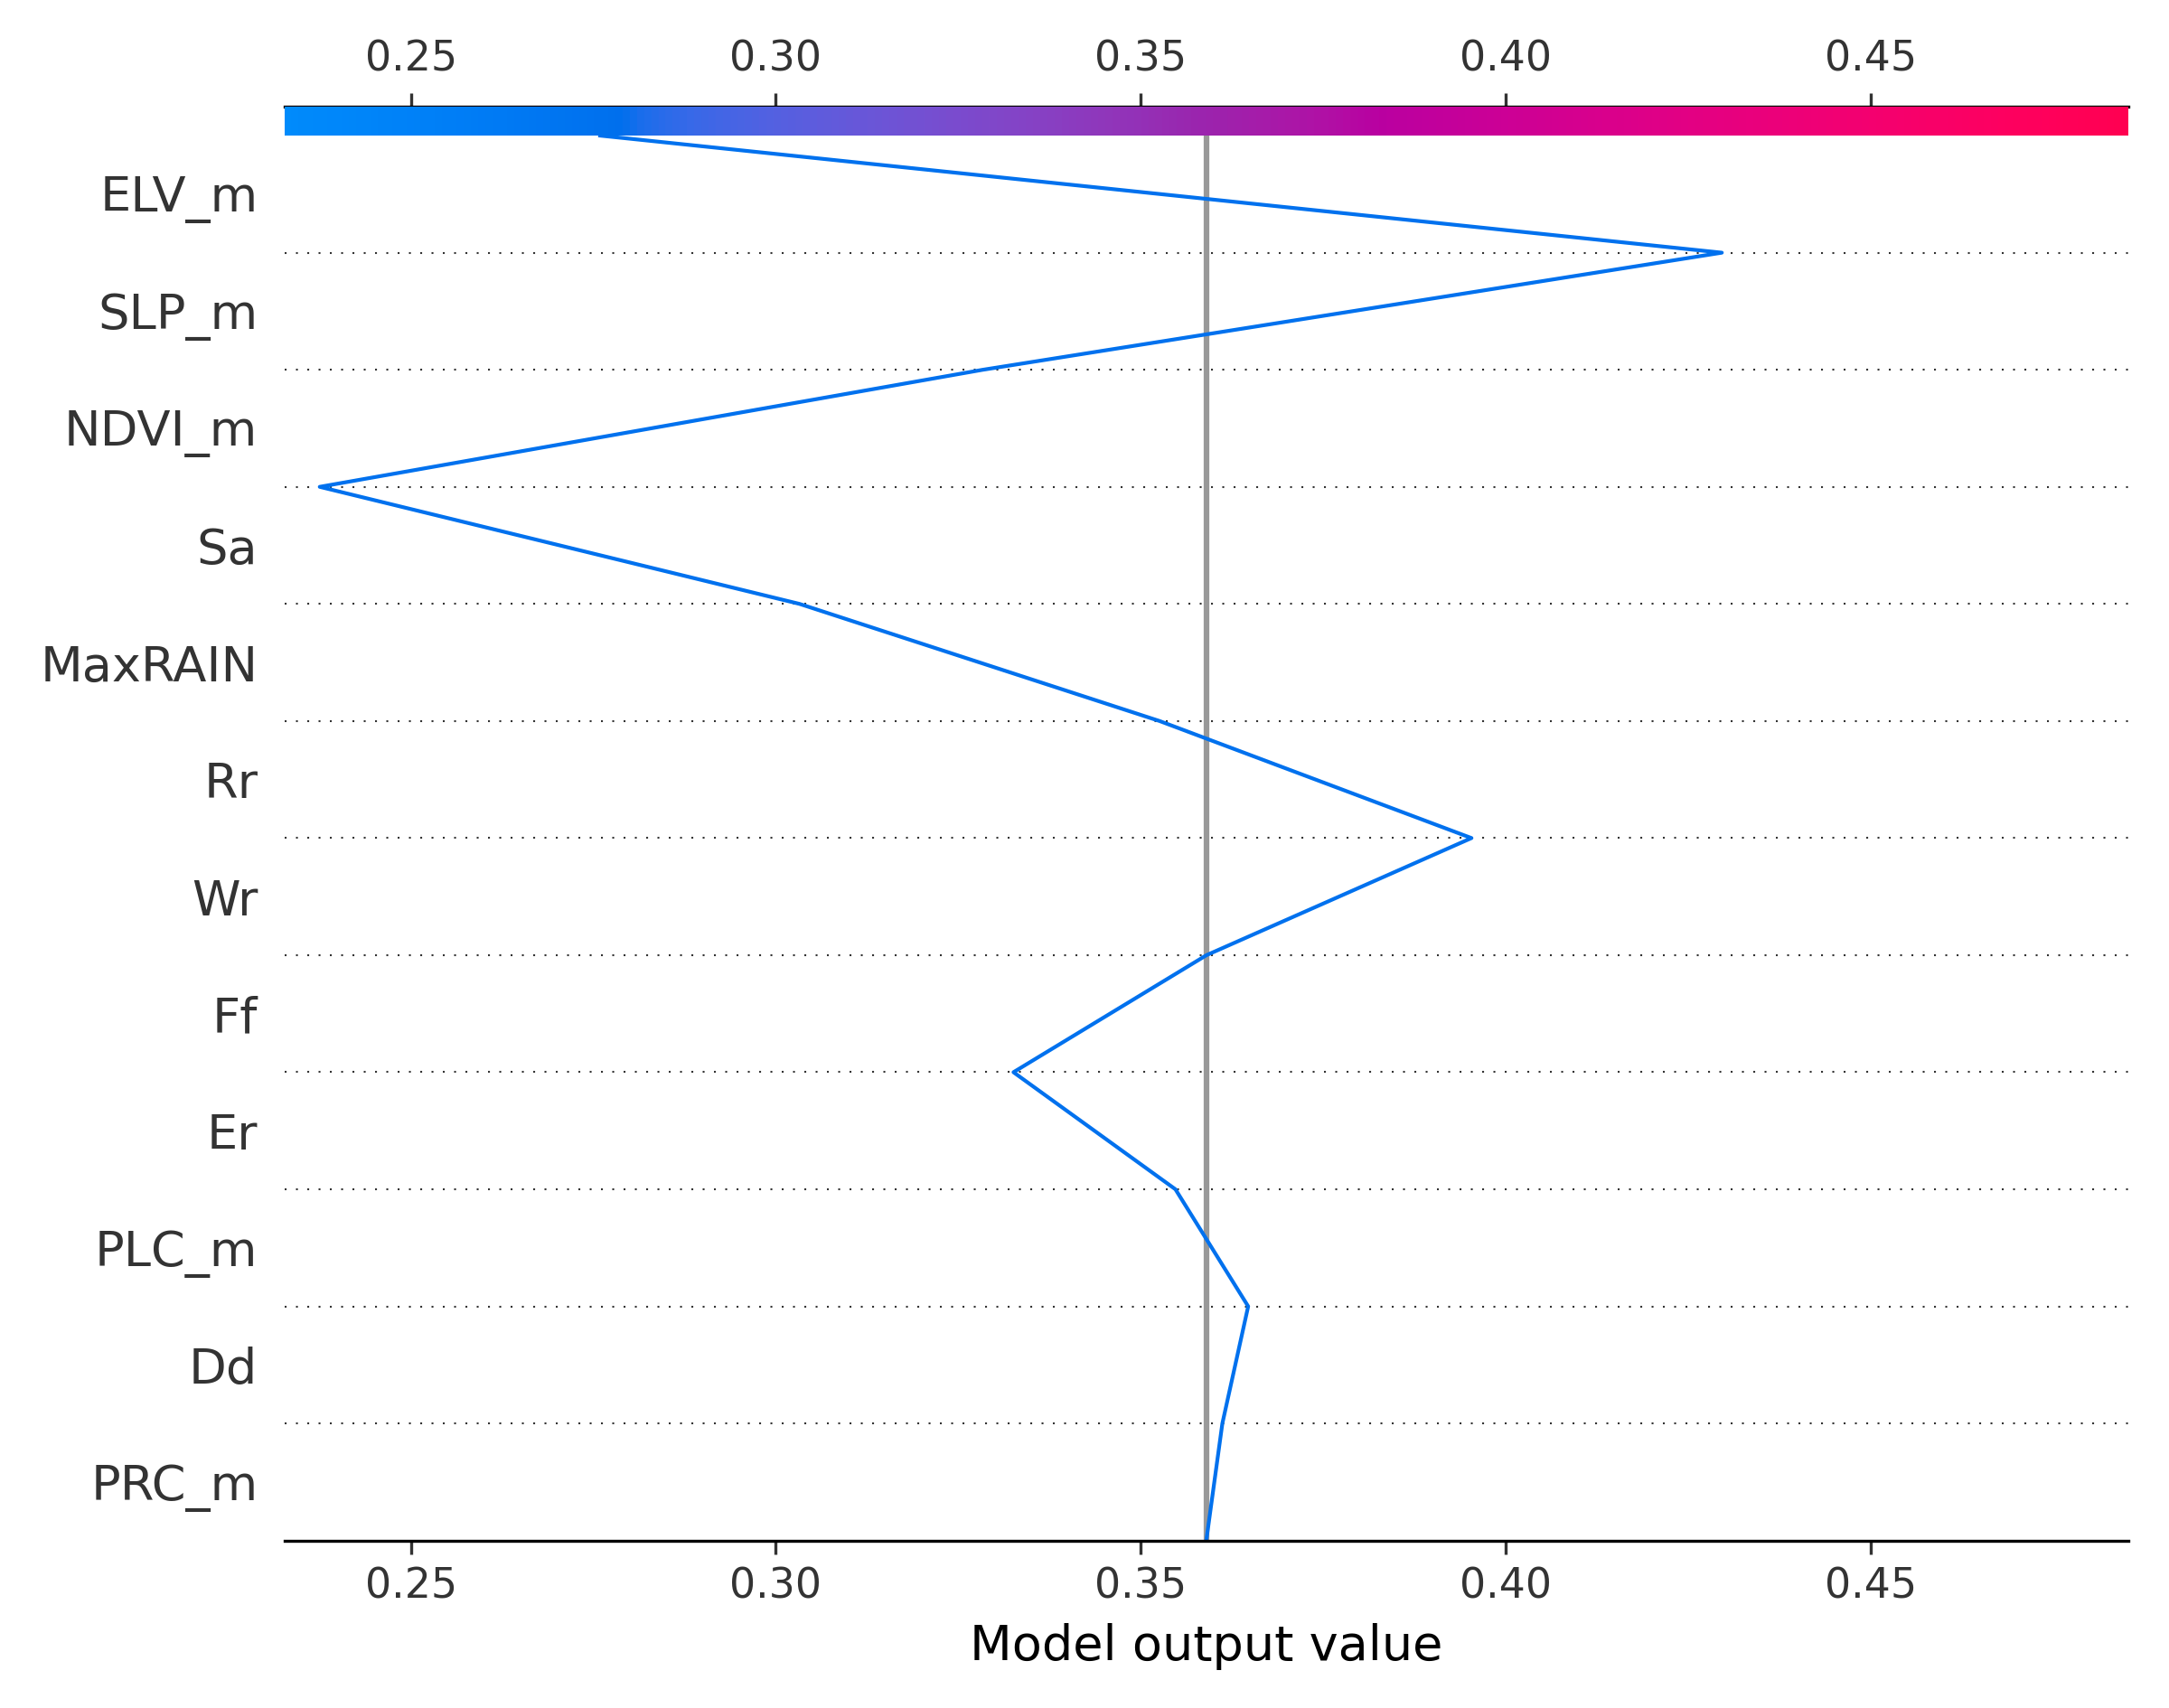 0.25 0.30 0.35 0.40 0.45
ELV_m
SLP_m
NDVI_m
Sa
MaxRAIN
Rr
Wr
Ff
Er
PLC_m
Dd
PRC_m
0.25 0.30 0.35 0.40 0.45
Model output value